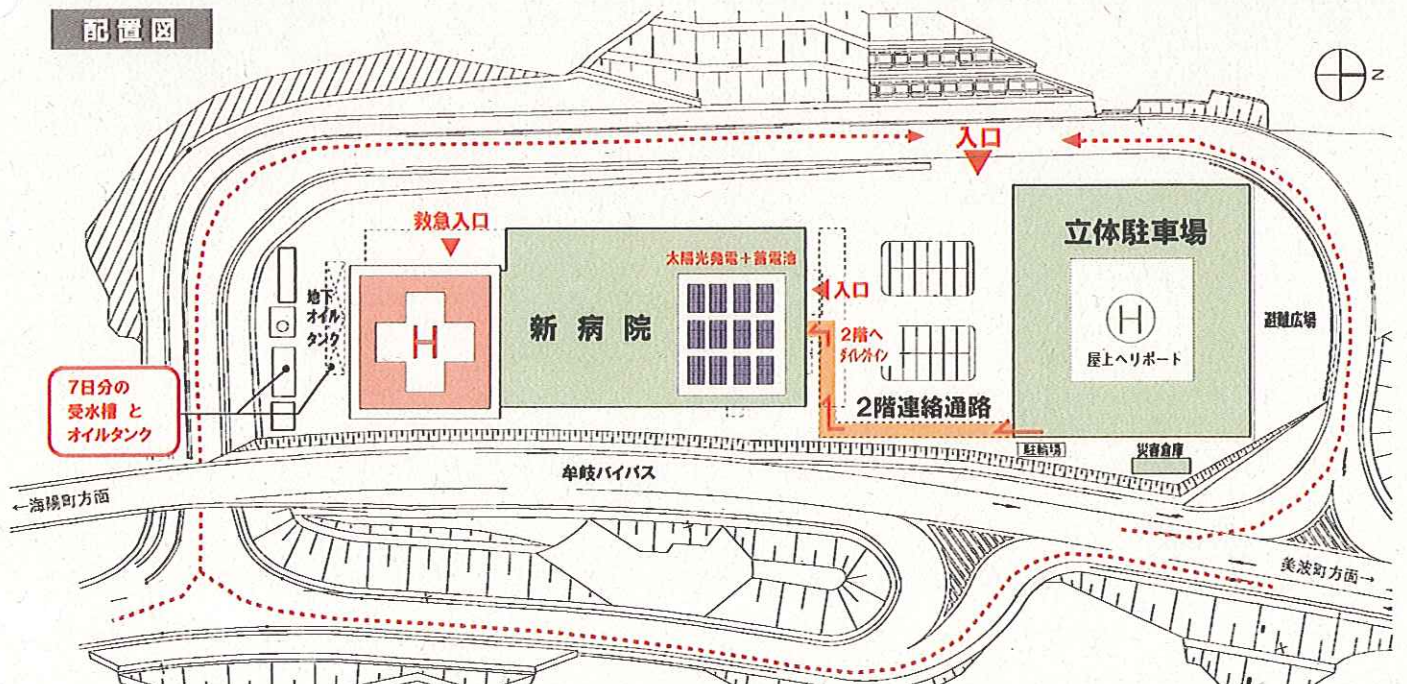 配置図
N
入口
救急入口
太陽光発電+蓄電池
立体駐車場
地下
オイル
タンク
H
新病院
入口
2階へ
ダイレクトイン
H
屋上ヘリポート
避難広場
7日分の
受水槽 と
オイルタンク
2階連絡通路
駐輪場
災害倉庫
牟岐バイパス
←海陽町方面
美波町方面→